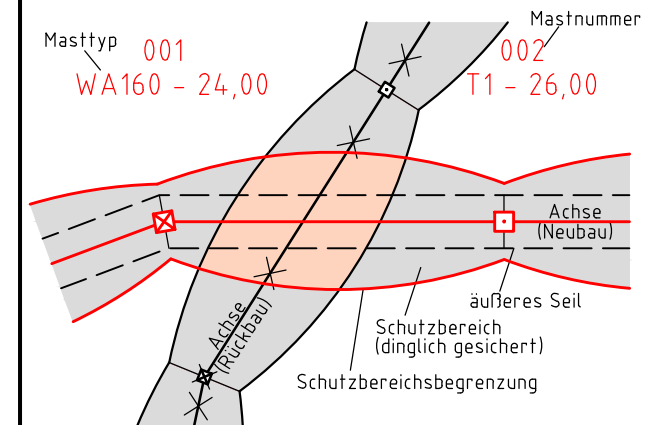 Mastnummer
Masttyp
001
002
WA160 - 24,00
T1 - 26,00
Achse
(Neubau)
äußeres Seil
Achse
(Rückbau)
Schutzbereich
(dinglich gesichert)
Schutzbereichsbegrenzung